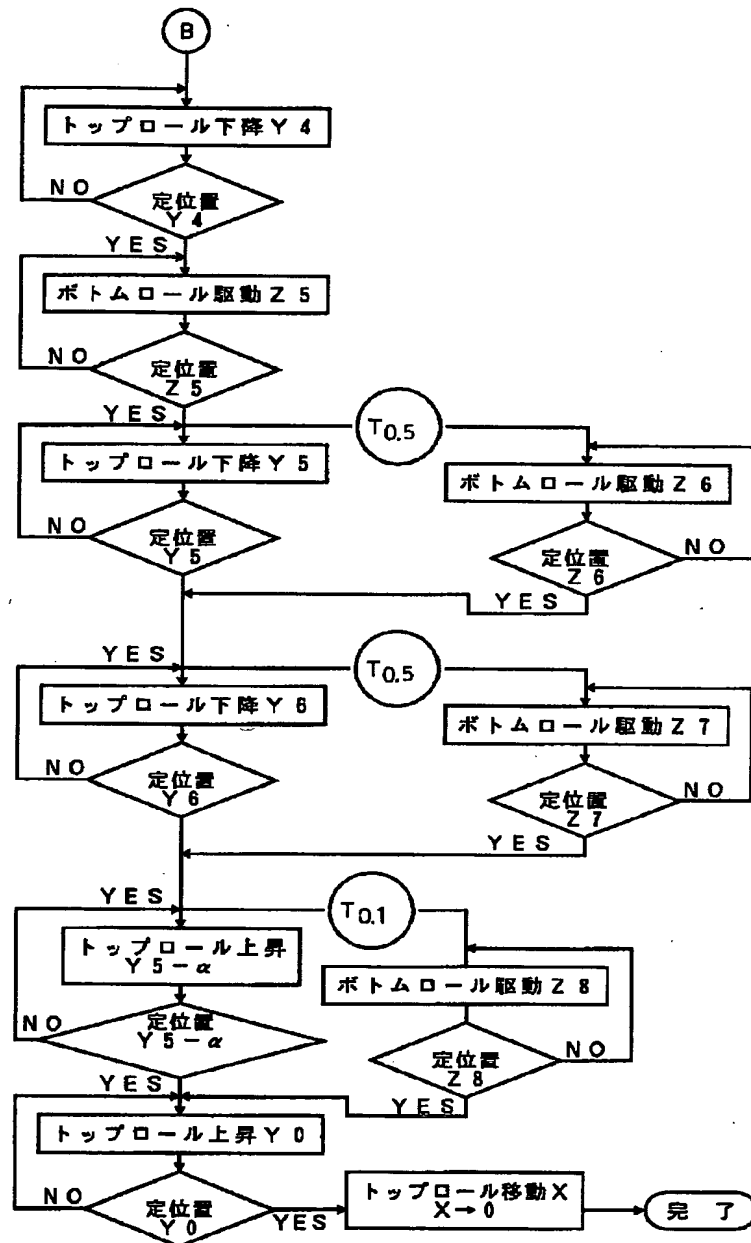 B
トップロール下降Y4
NO
定位置
Y4
YES
ボトムロール駆動Z5
NO
定位置
Z5
YES
T0.5
トップロール下降Y5
ボトムロール駆動Z6
NO
定位置
Y5
定位置
Z6
NO
YES
YES
T0.5
トップロール下降Y6
ボトムロール駆動Z7
NO
定位置
Y6
定位置
Z7
NO
YES
YES
T0.1
トップロール上昇
Y5-α
ボトムロール駆動Z8
NO
定位置
Y5-α
定位置
Z8
NO
YES
YES
トップロール上昇Y0
NO
定位置
Y0
YES
トップロール移動X
X→0
完了